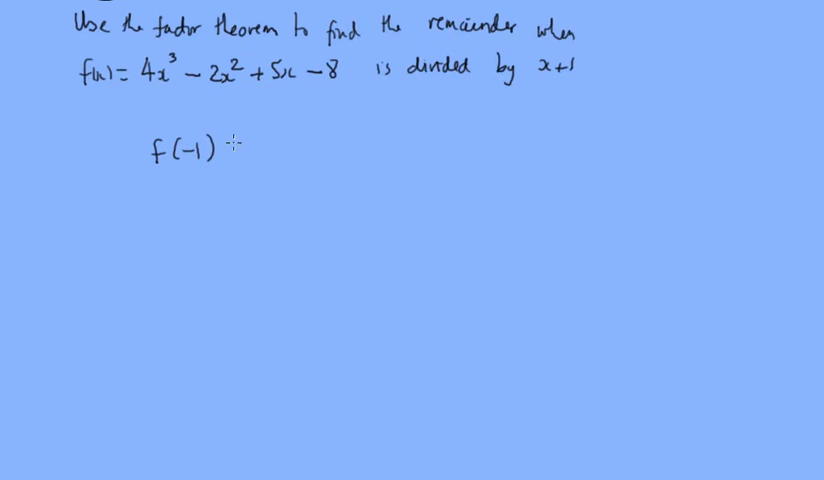 Use the factor theorem to find the remainder when
f(x) = 4x³ - 2x² + 5x - 8 is divided by x+1
f(-1)